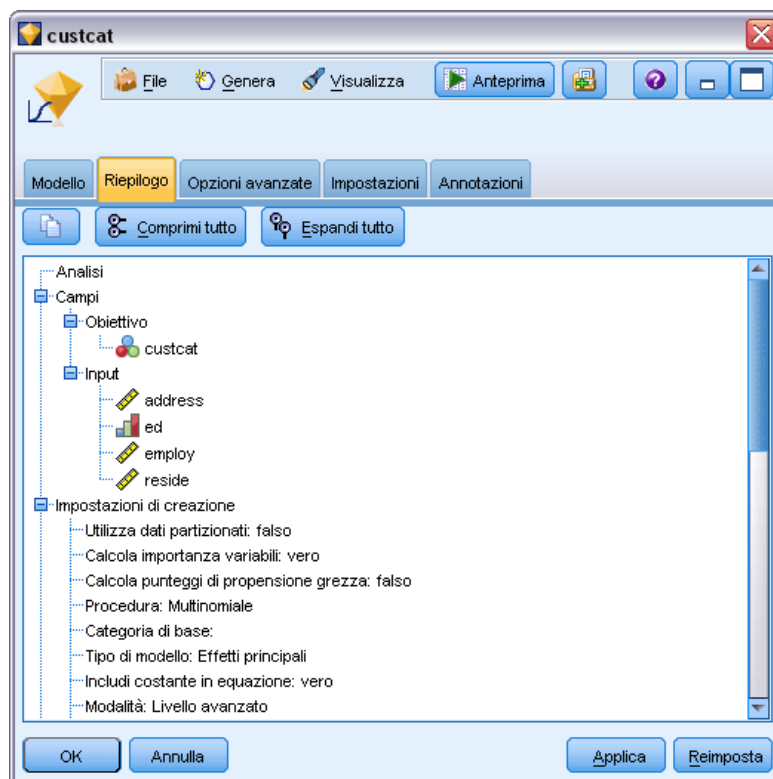 custcat
File Genera Visualizza Anteprima
Modello Riepilogo Opzioni avanzate Impostazioni Annotazioni
Comprimi tutto Espandi tutto
Analisi
Campi
Obiettivo
custcat
Input
address
ed
employ
reside
Impostazioni di creazione
Utilizza dati partizionati: falso
Calcola importanza variabili: vero
Calcola punteggi di propensione grezza: falso
Procedura: Multinomiale
Categoria di base:
Tipo di modello: Effetti principali
Includi costante in equazione: vero
Modalità: Livello avanzato
OK Annulla Applica Reimposta